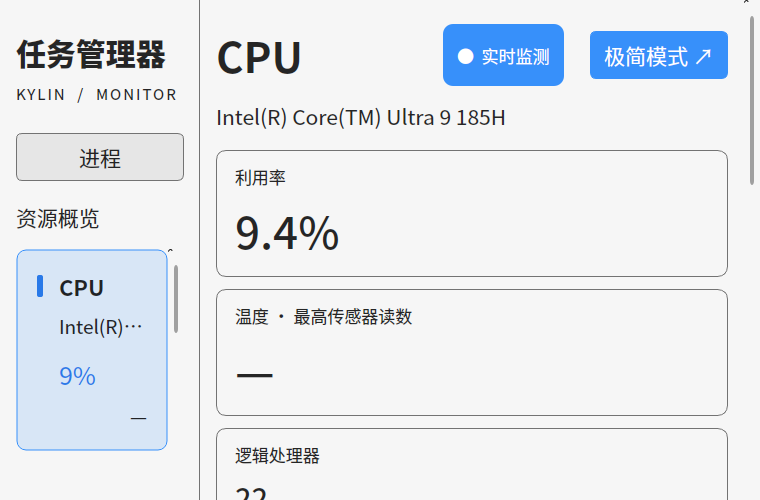 任务管理器
KYLIN / MONITOR
进程
资源概览
CPU
Intel(R)···
9%
—
CPU
● 实时监测
极简模式 ↗
Intel(R) Core(TM) Ultra 9 185H
利用率
9.4%
温度 · 最高传感器读数
—
逻辑处理器
22